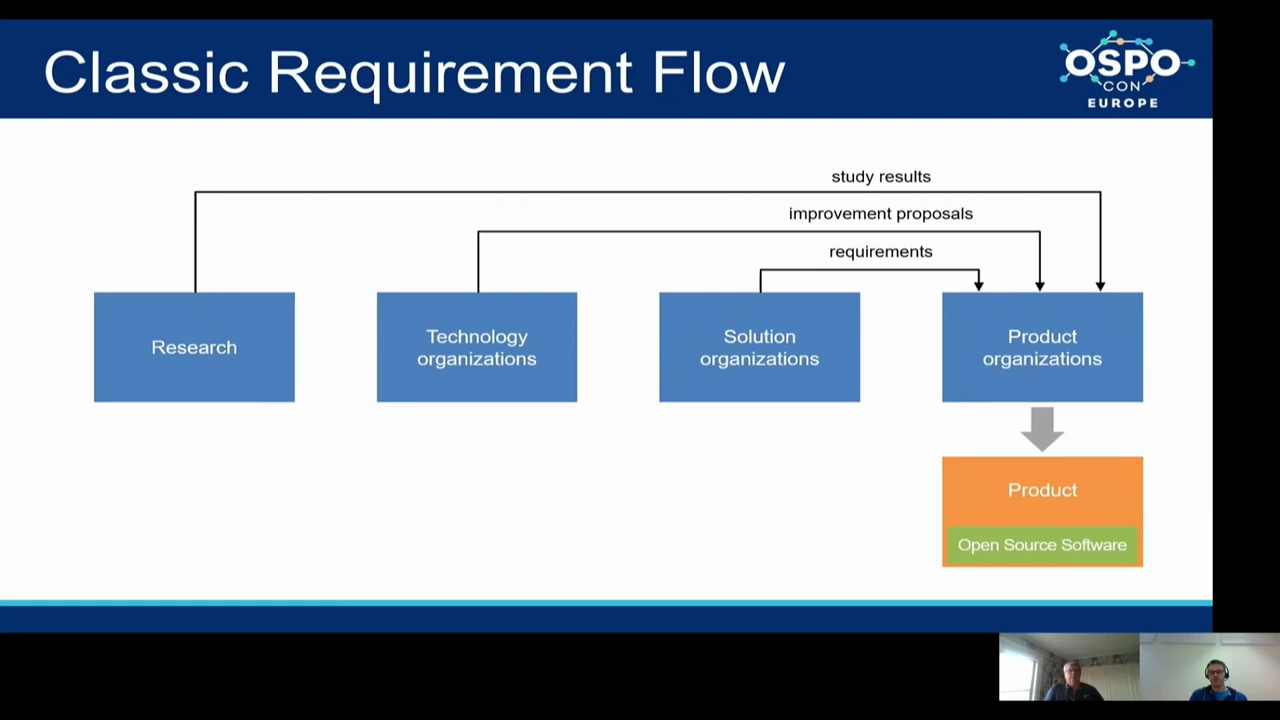 Classic Requirement Flow
OSPO
CON
EUROPE
study results
improvement proposals
requirements
Research
Technology
organizations
Solution
organizations
Product
organizations
Product
Open Source Software